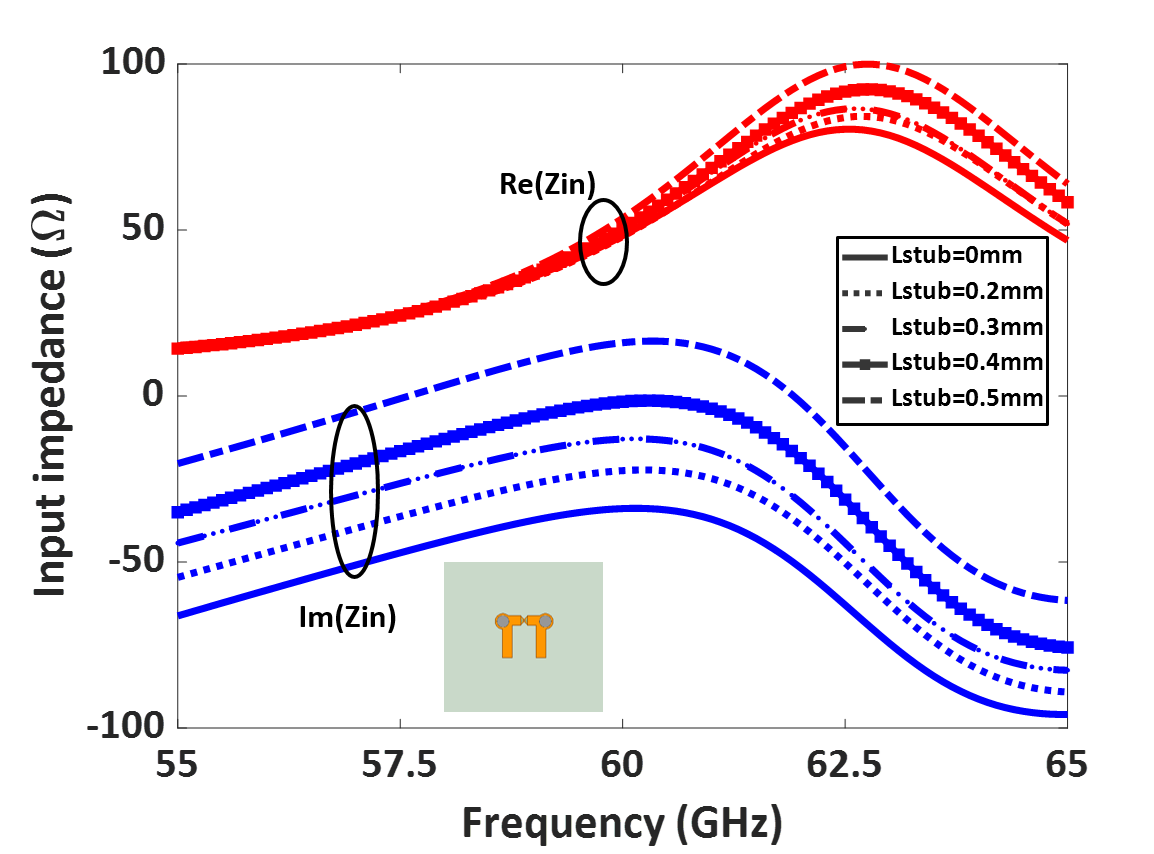 100
50
0
-50
-100
Input impedance (Ω)
Re(Zin)
Im(Zin)
Lstub=0mm
Lstub=0.2mm
Lstub=0.3mm
Lstub=0.4mm
Lstub=0.5mm
55 57.5 60 62.5 65
Frequency (GHz)